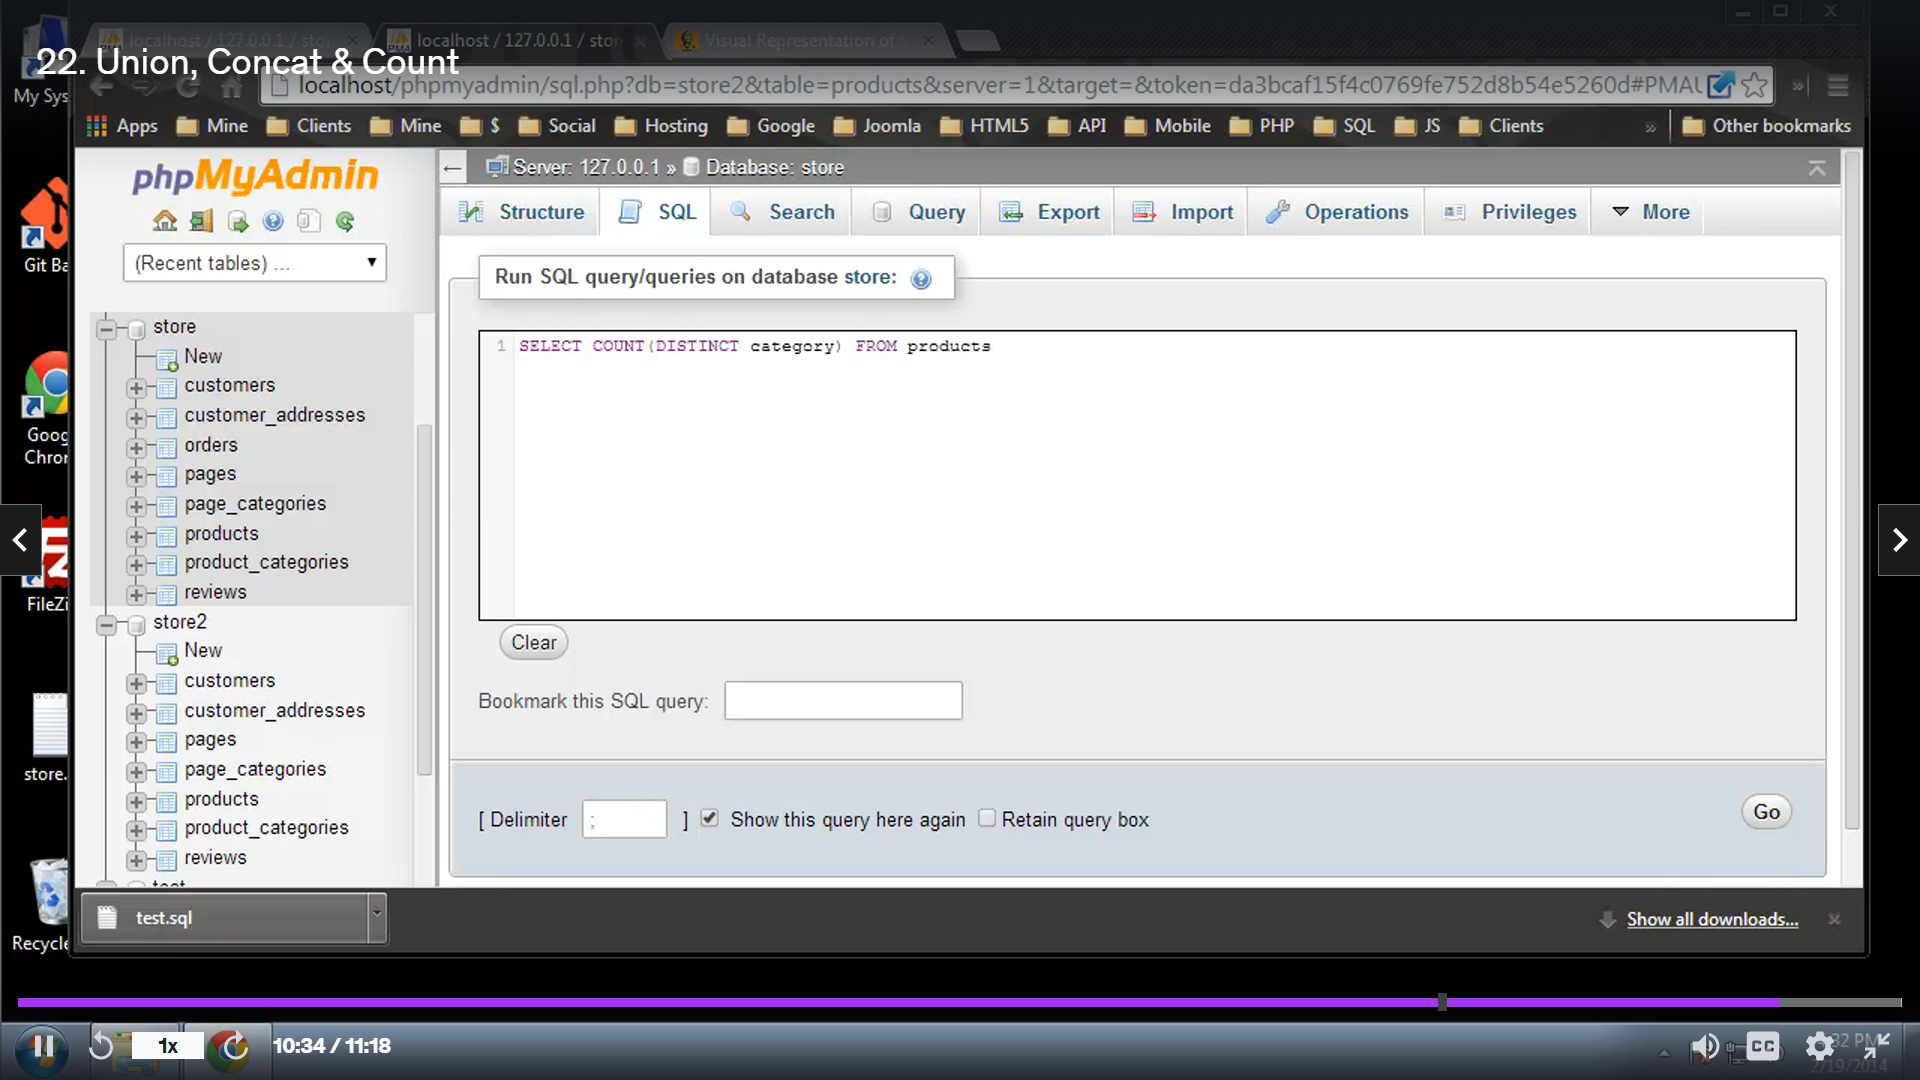 22. Union, Concat & Count
localhost / 127.0.0.1 / stor
localhost / 127.0.0.1 / stor
Visual Representation of
localhost/phpmyadmin/sql.php?db=store2&table=products&server=1&target=&token=da3bcaf15f4c0769fe752d8b54e5260d#PMAU
Apps Mine Clients Mine $ Social Hosting Google Joomla HTML5 API Mobile PHP SQL JS Clients » Other bookmarks
My Sys
Git Ba
Goog
Chron
FileZi
store.
Recycle
phpMyAdmin
(Recent tables) ...
store
New
customers
customer_addresses
orders
pages
page_categories
products
product_categories
reviews
store2
New
customers
customer_addresses
pages
page_categories
products
product_categories
reviews
Server: 127.0.0.1 » Database: store
Structure SQL Search Query Export Import Operations Privileges More
Run SQL query/queries on database store:
1 SELECT COUNT(DISTINCT category) FROM products
Clear
Bookmark this SQL query:
[ Delimiter ; ] Show this query here again Retain query box
Go
test.sql
Show all downloads...
1x 10:34 / 11:18
CC
32 PM
2/19/2014